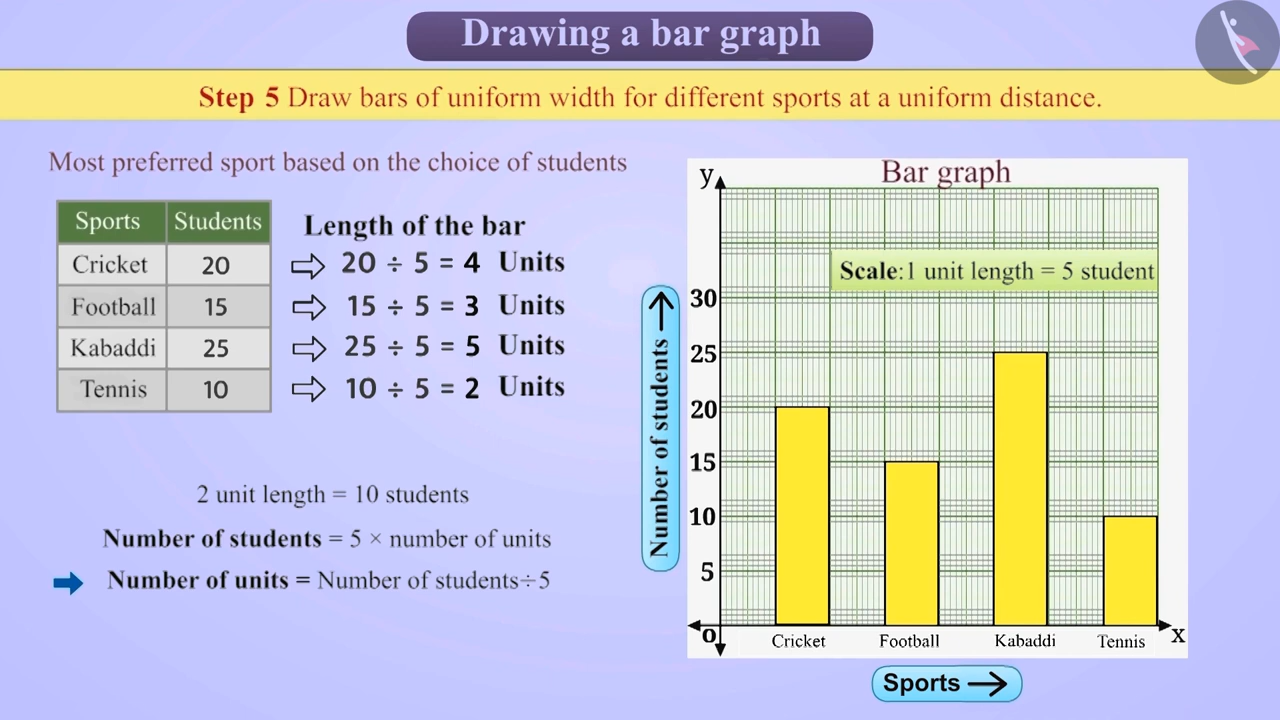 Drawing a bar graph
Step 5 Draw bars of uniform width for different sports at a uniform distance.
Most preferred sport based on the choice of students
Sports Students Length of the bar
Cricket 20 ⇨ 20 ÷ 5 = 4 Units
Football 15 ⇨ 15 ÷ 5 = 3 Units
Kabaddi 25 ⇨ 25 ÷ 5 = 5 Units
Tennis 10 ⇨ 10 ÷ 5 = 2 Units
2 unit length = 10 students
Number of students = 5 × number of units
Number of units = Number of students÷5
Bar graph
y
Scale:1 unit length = 5 student
30
25
20
15
10
5
O
x
Number of students →
Cricket Football Kabaddi Tennis
Sports →